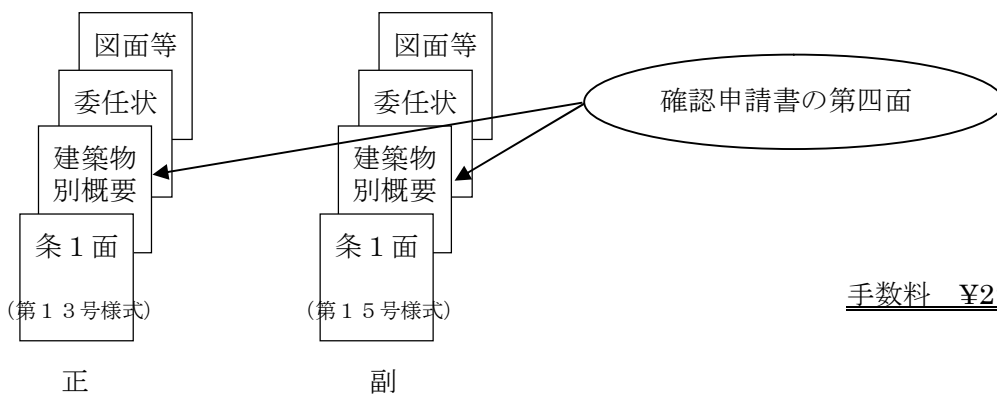 図面等
委任状
建築物
別概要
条１面
（第１３号様式）
正
図面等
委任状
建築物
別概要
条１面
（第１５号様式）
副
確認申請書の第四面
手数料　¥2